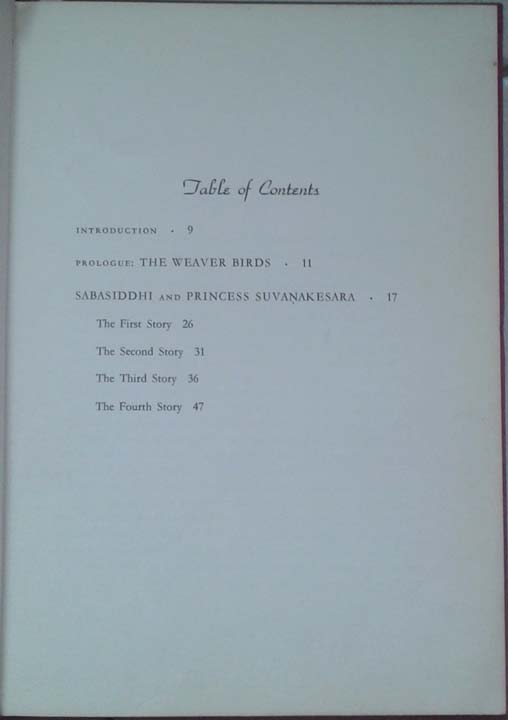 Table of Contents
INTRODUCTION · 9
PROLOGUE: THE WEAVER BIRDS · 11
SABASIDDHI AND PRINCESS SUVAṆAKESARA · 17
The First Story 26
The Second Story 31
The Third Story 36
The Fourth Story 47